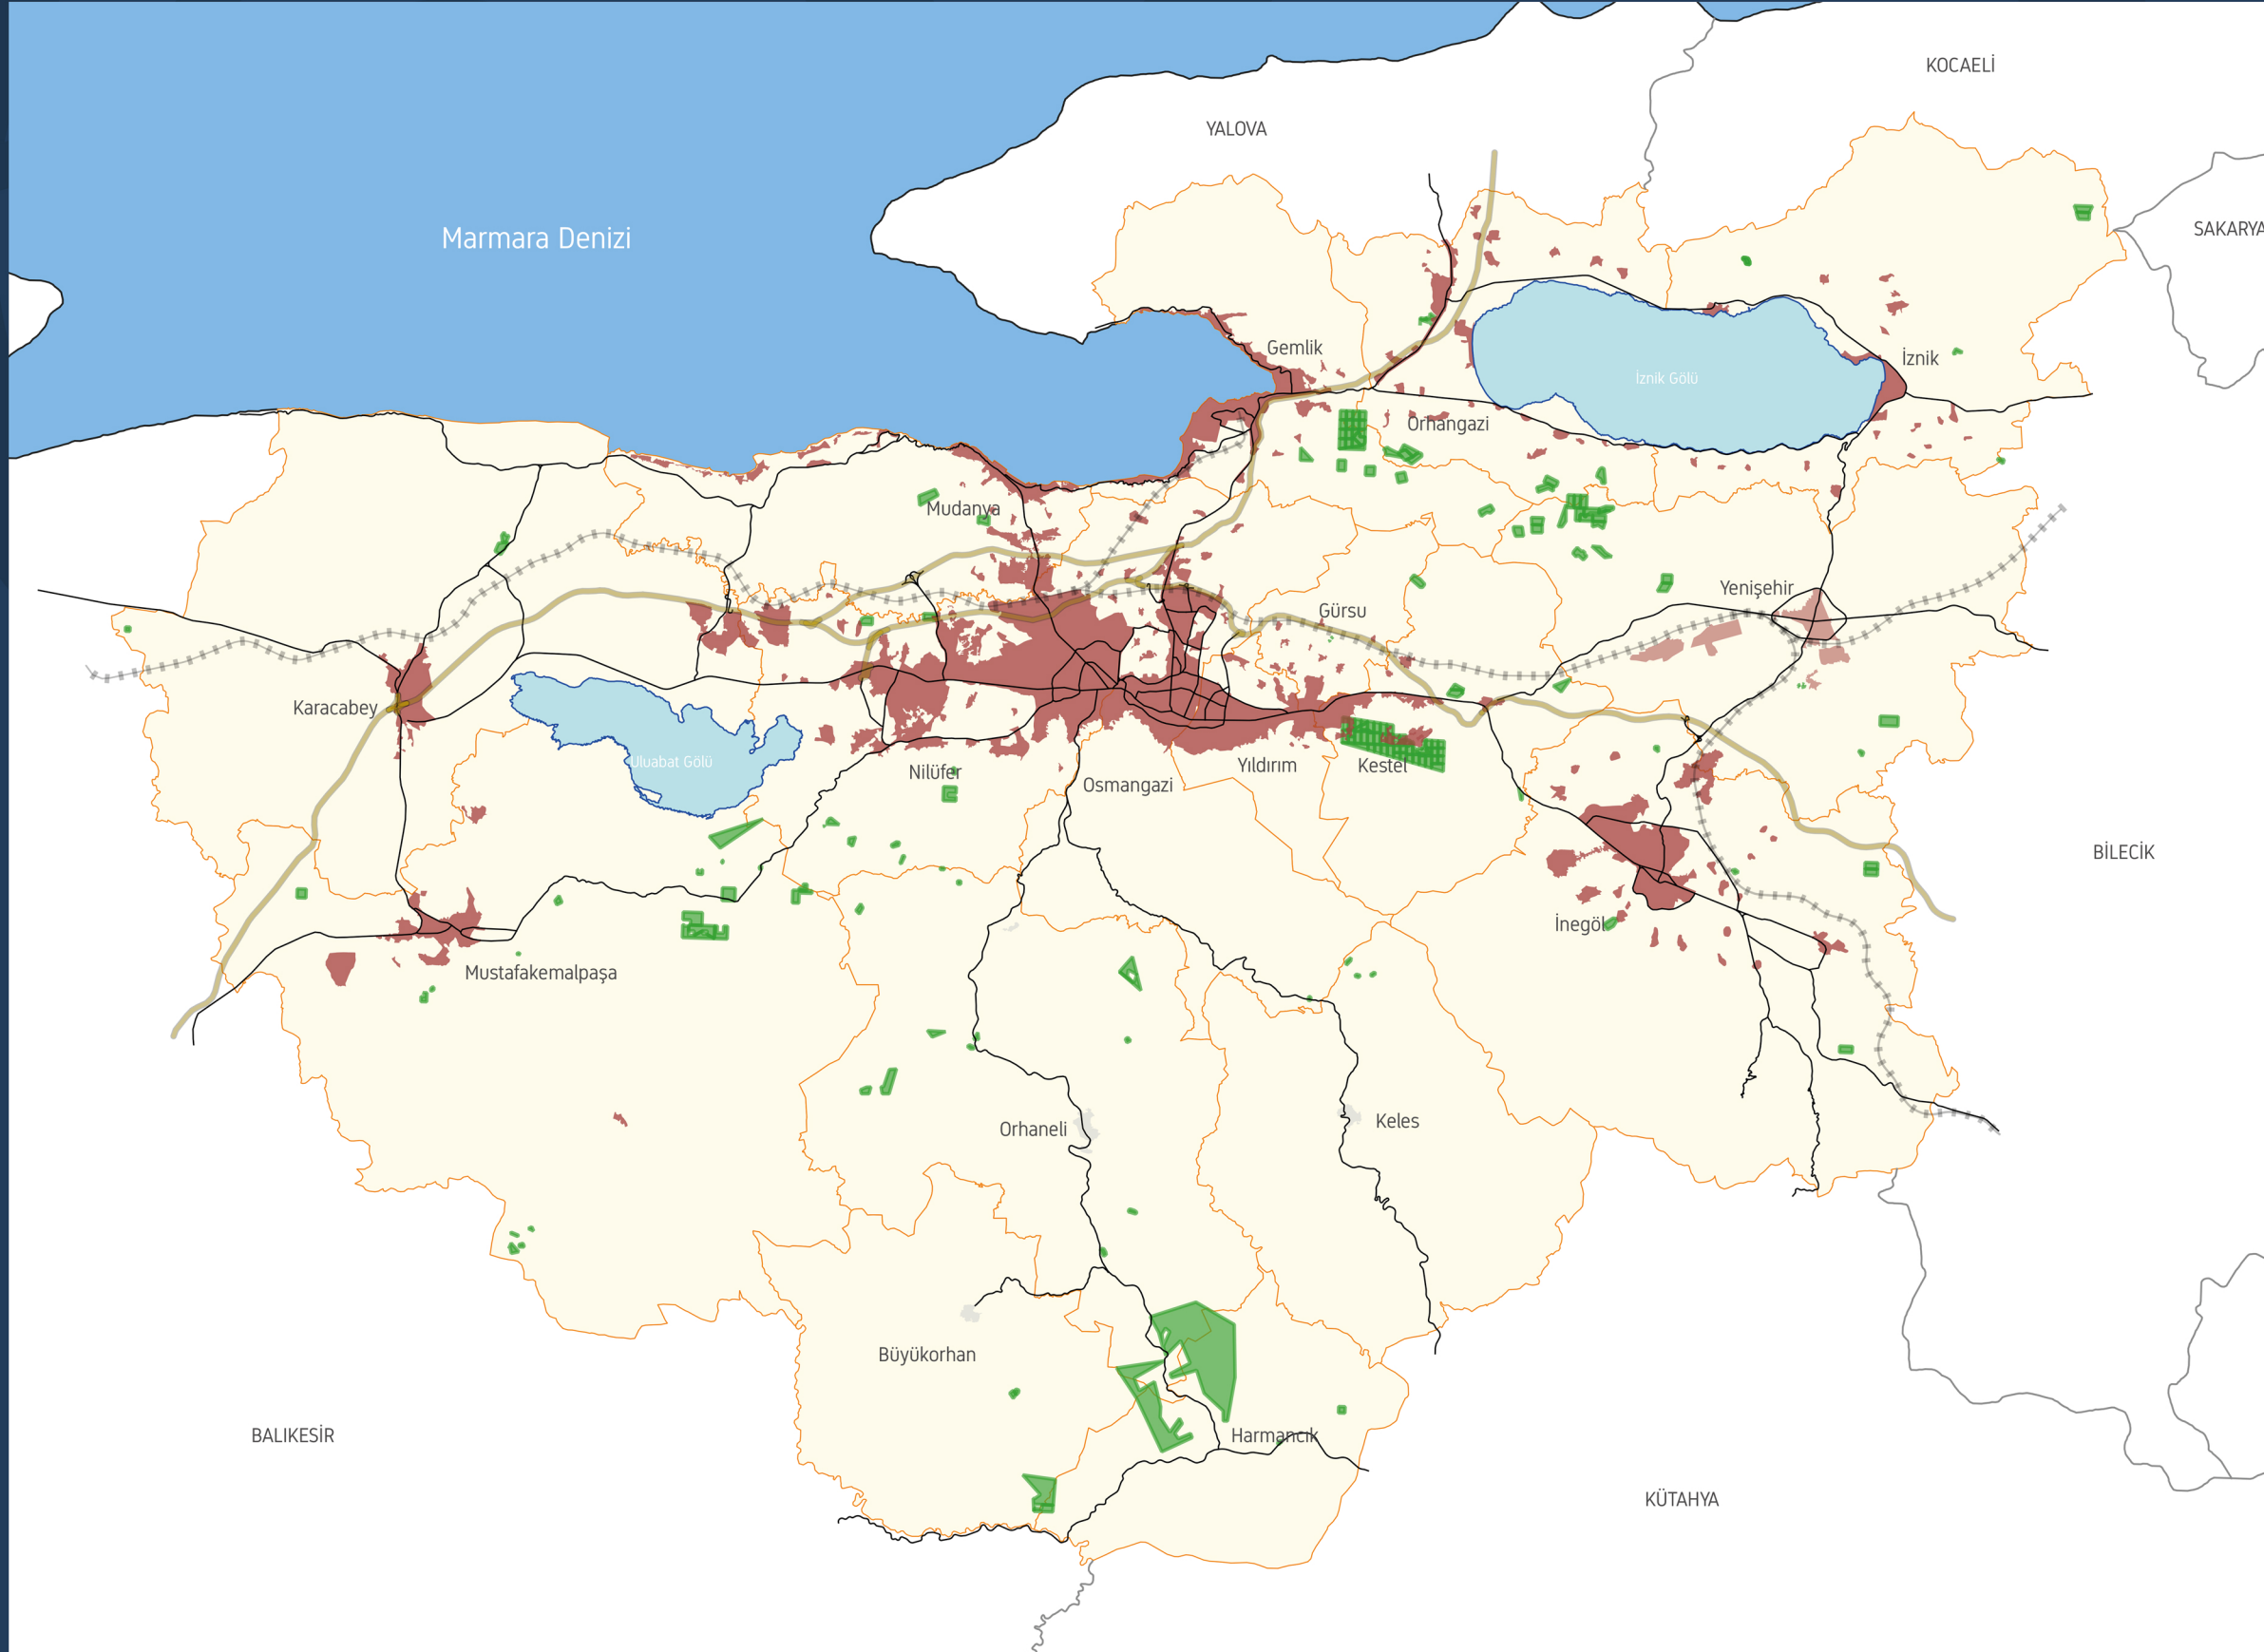 KOCAELİ
YALOVA
SAKARYA
Marmara Denizi
Gemlik
İznik
İznik Gölü
Orhangazi
Mudanya
Yenişehir
Gürsu
Karacabey
Uluabat Gölü
Nilüfer
Yıldırım
Kestel
Osmangazi
BİLECİK
İnegöl
Mustafakemalpaşa
Keles
Orhaneli
Büyükorhan
Harmancık
BALIKESİR
KÜTAHYA